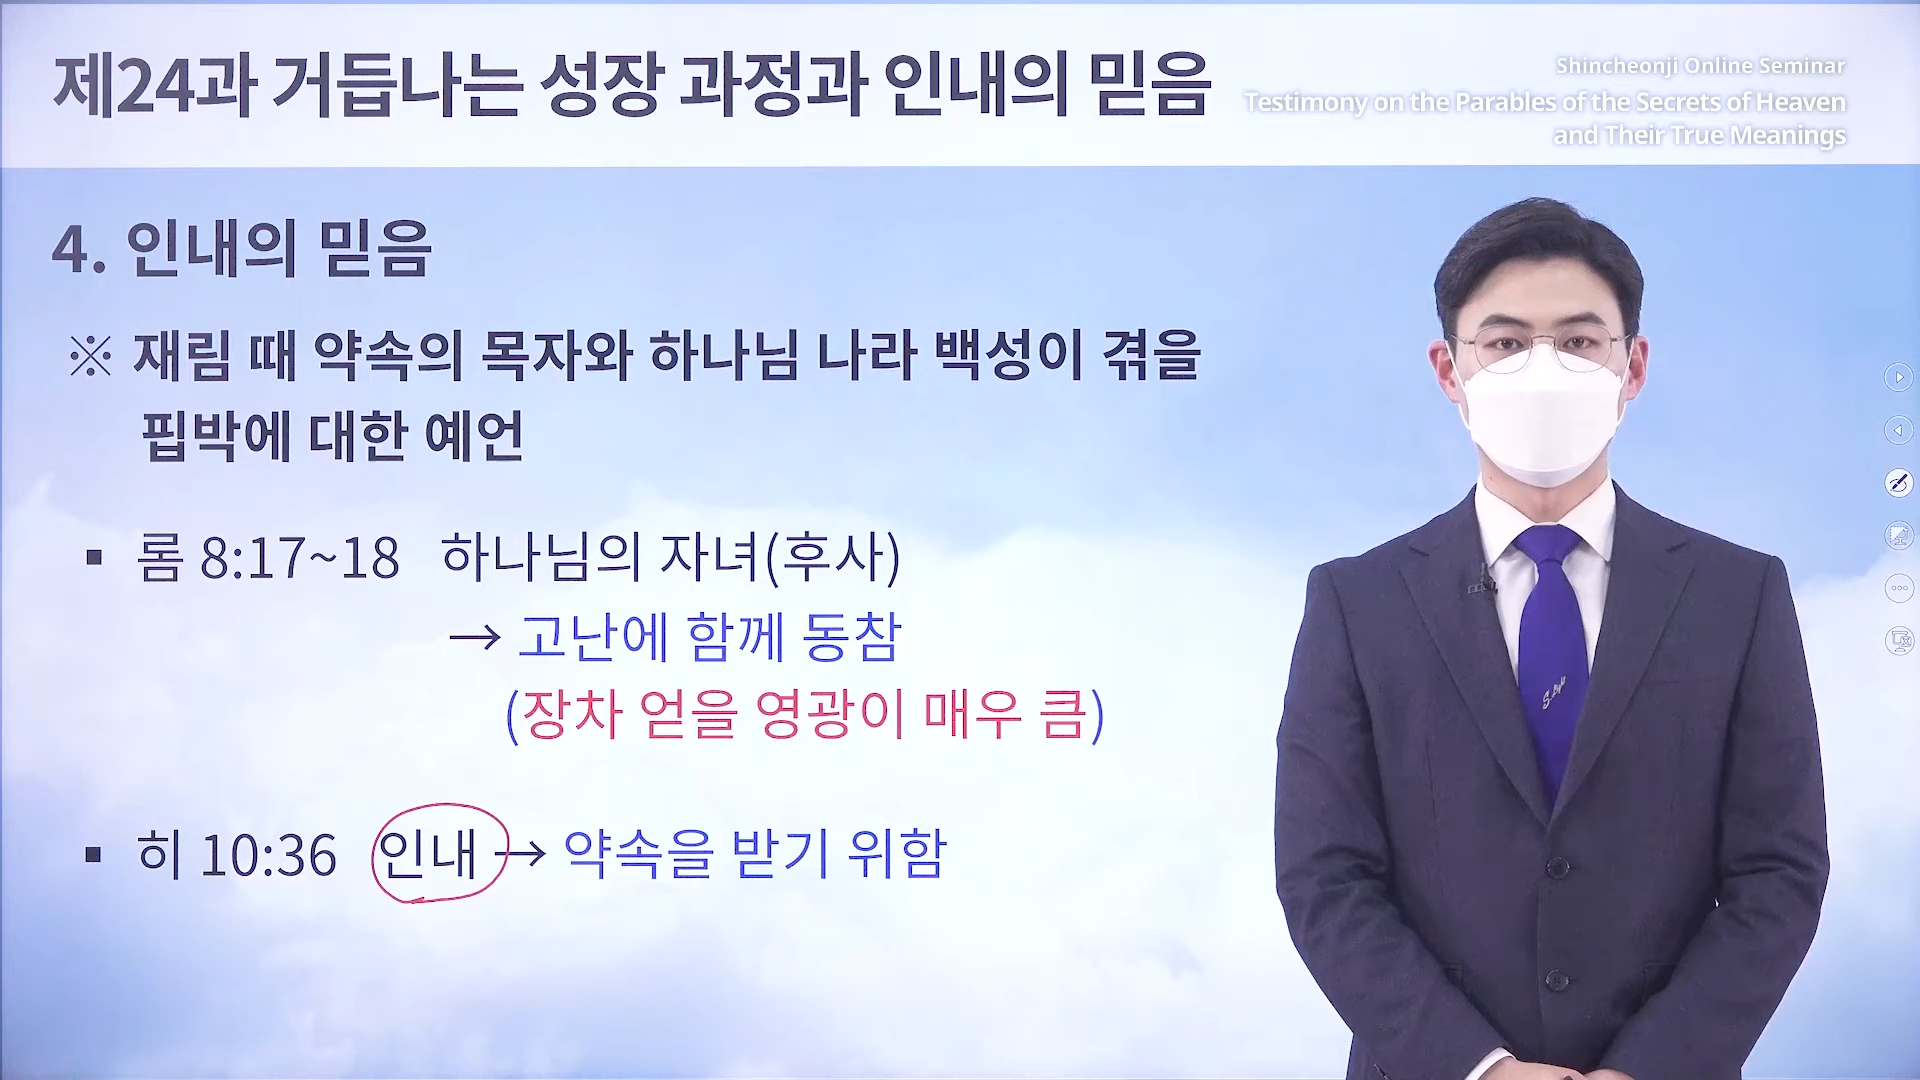 제24과 거듭나는 성장 과정과 인내의 믿음
Shincheonji Online Seminar
Testimony on the Parables of the Secrets of Heaven
and Their True Meanings
4. 인내의 믿음
※ 재림 때 약속의 목자와 하나님 나라 백성이 겪을
핍박에 대한 예언
▪ 롬 8:17~18 하나님의 자녀(후사)
→ 고난에 함께 동참
(장차 얻을 영광이 매우 큼)
▪ 히 10:36 인내 → 약속을 받기 위함